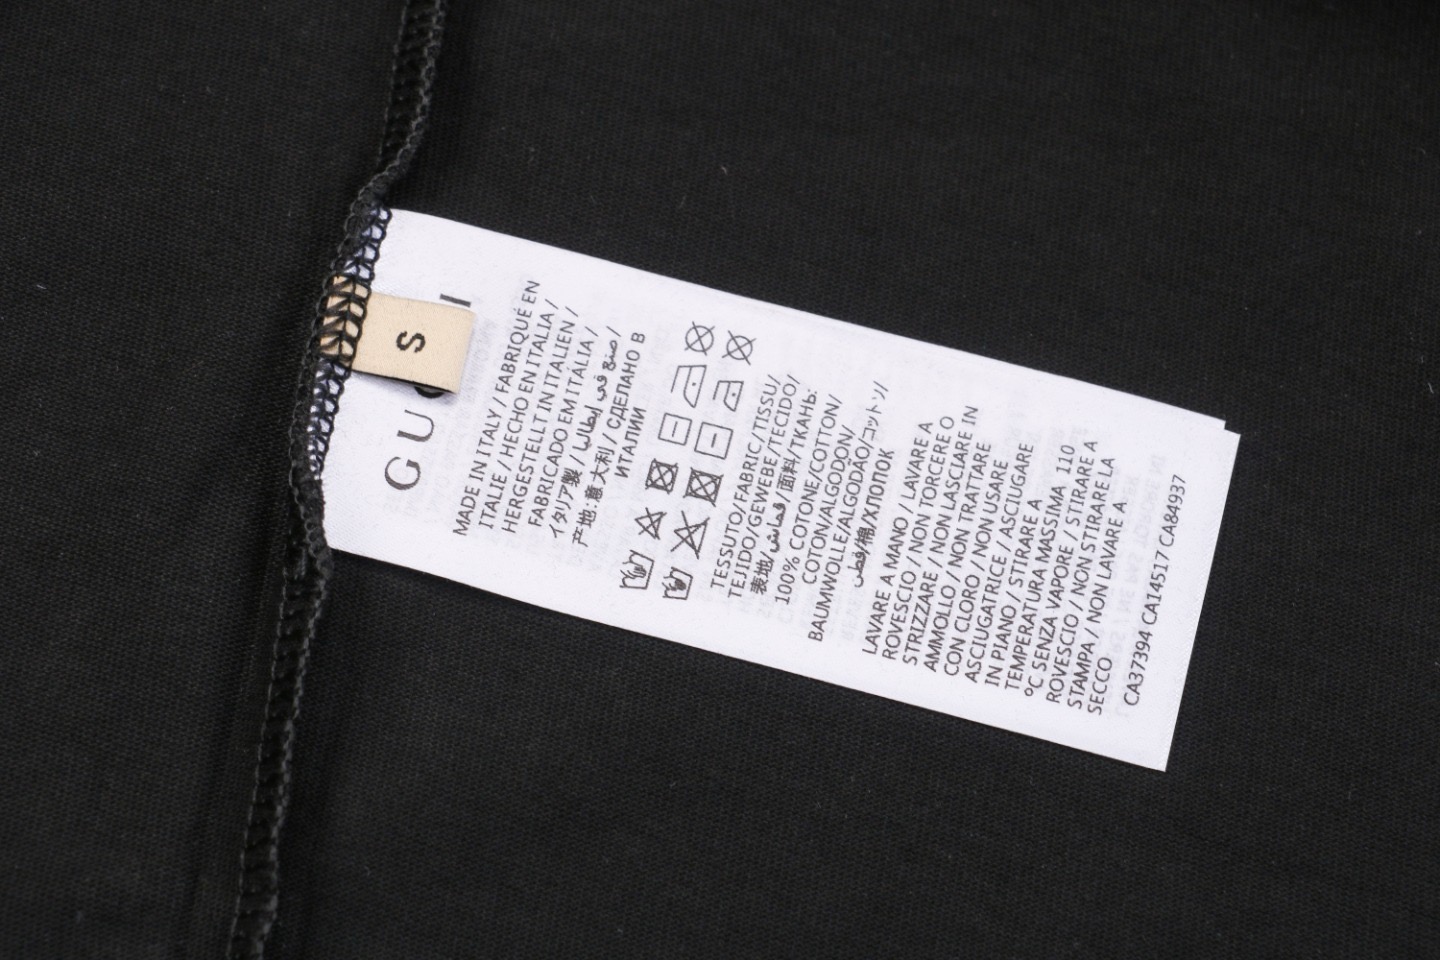 S
GU I
MADE IN ITALY / FABRIQUÉ EN
ITALIE / HECHO EN ITALIA /
HERGESTELLT IN ITALIEN /
FABRICADO EM ITÁLIA /
イタリア製 / صنع في إيطاليا /
产地:意大利 / СДЕЛАНО В
ИТАЛИИ
TESSUTO/FABRIC/TISSU/
TEJIDO/GEWEBE/TECIDO/
表地/قماش/面料/ТКАНЬ:
100% COTONE/COTTON/
COTON/ALGODON/
BAUMWOLLE/ALGODÃO/コットン/
قطن/棉/ХЛОПОК
LAVARE A MANO / LAVARE A
ROVESCIO / NON TORCERE O
STRIZZARE / NON LASCIARE IN
AMMOLLO / NON TRATTARE
CON CLORO / NON USARE
ASCIUGATRICE / ASCIUGARE
IN PIANO / STIRARE A
TEMPERATURA MASSIMA 110
°C SENZA VAPORE / STIRARE A
ROVESCIO / NON STIRARE LA
STAMPA / NON LAVARE A
SECCO
CA37394 CA14517 CA84937